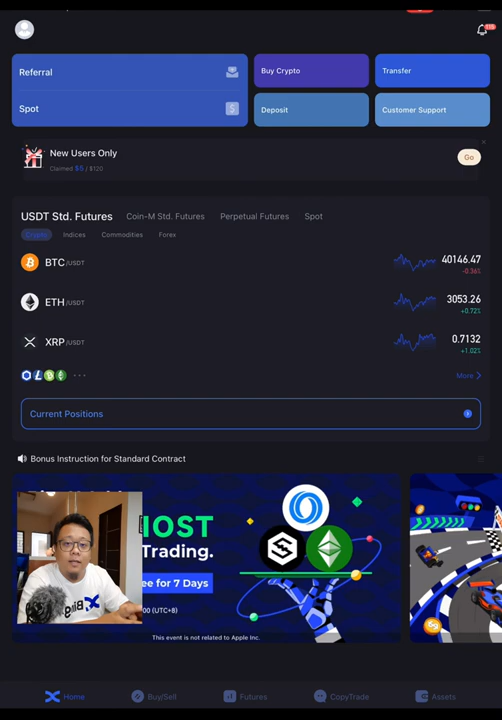 Referral
Buy Crypto
Transfer
Spot
Deposit
Customer Support
New Users Only
Go
Claimed $5 / $120
USDT Std. Futures Coin-M Std. Futures Perpetual Futures Spot
Crypto Indices Commodities Forex
BTC/USDT 40146.47
-0.36%
ETH/USDT 3053.26
+0.72%
XRP/USDT 0.7132
+1.02%
More
Current Positions
Bonus Instruction for Standard Contract
IOST
Trading.
ee for 7 Days
00 (UTC+8)
This event is not related to Apple Inc.
Home Buy/Sell Futures CopyTrade Assets